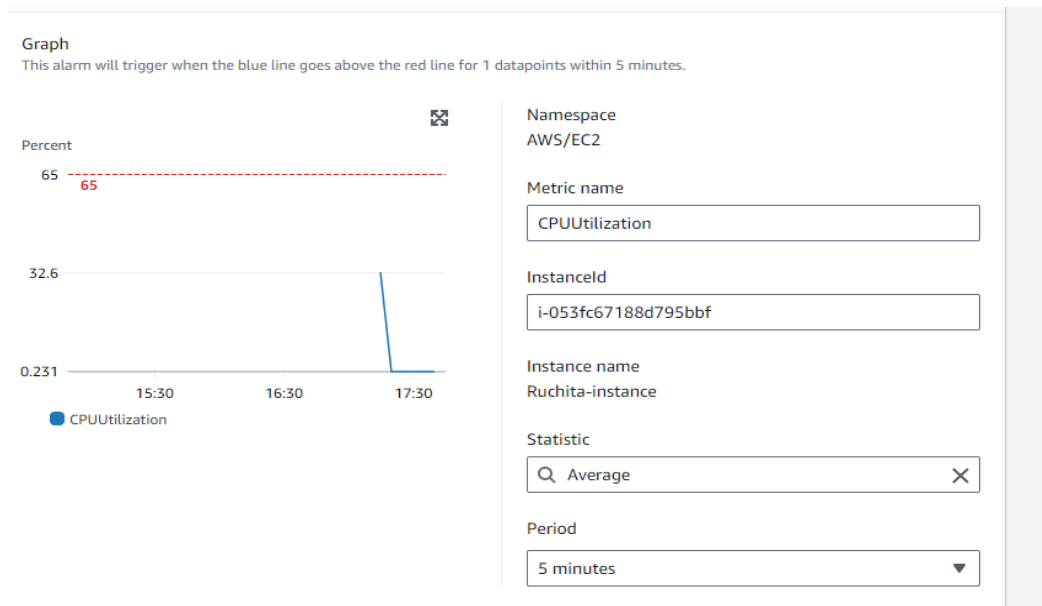 Graph
This alarm will trigger when the blue line goes above the red line for 1 datapoints within 5 minutes.
Percent
65
65
32.6
0.231
15:30 16:30 17:30
CPUUtilization
Namespace
AWS/EC2
Metric name
CPUUtilization
InstanceId
i-053fc67188d795bbf
Instance name
Ruchita-instance
Statistic
Average
Period
5 minutes